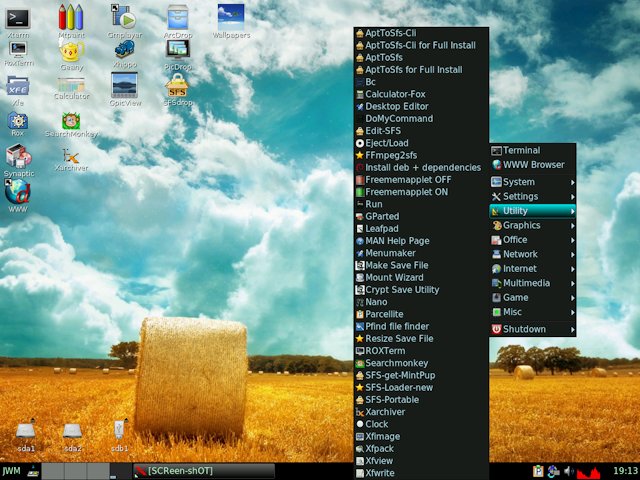 Xterm
Mtpaint
Gmplayer
ArcDrop
Wallpapers
RoxTerm
Geany
Xhippo
PicDrop
Xfe
Calculator
GpicView
SFSdrop
Rox
SearchMonkey
Synaptic
Xarchiver
WWW
AptToSfs-Cli
AptToSfs-Cli for Full Install
AptToSfs
AptToSfs for Full Install
Bc
Calculator-Fox
Desktop Editor
DoMyCommand
Edit-SFS
Eject/Load
FFmpeg2sfs
Install deb + dependencies
Freememapplet OFF
Freememapplet ON
Run
GParted
Leafpad
MAN Help Page
Menumaker
Make Save File
Mount Wizard
Crypt Save Utility
Nano
Parcellite
Pfind file finder
Resize Save File
ROXTerm
Searchmonkey
SFS-get-MintPup
SFS-Loader-new
SFS-Portable
Xarchiver
Clock
Xfimage
Xfpack
Xfview
Xfwrite
Terminal
WWW Browser
System
Settings
Utility
Graphics
Office
Network
Internet
Multimedia
Game
Misc
Shutdown
sda1
sda2
sdb1
JWM
[SCReen-shOT]
19:13